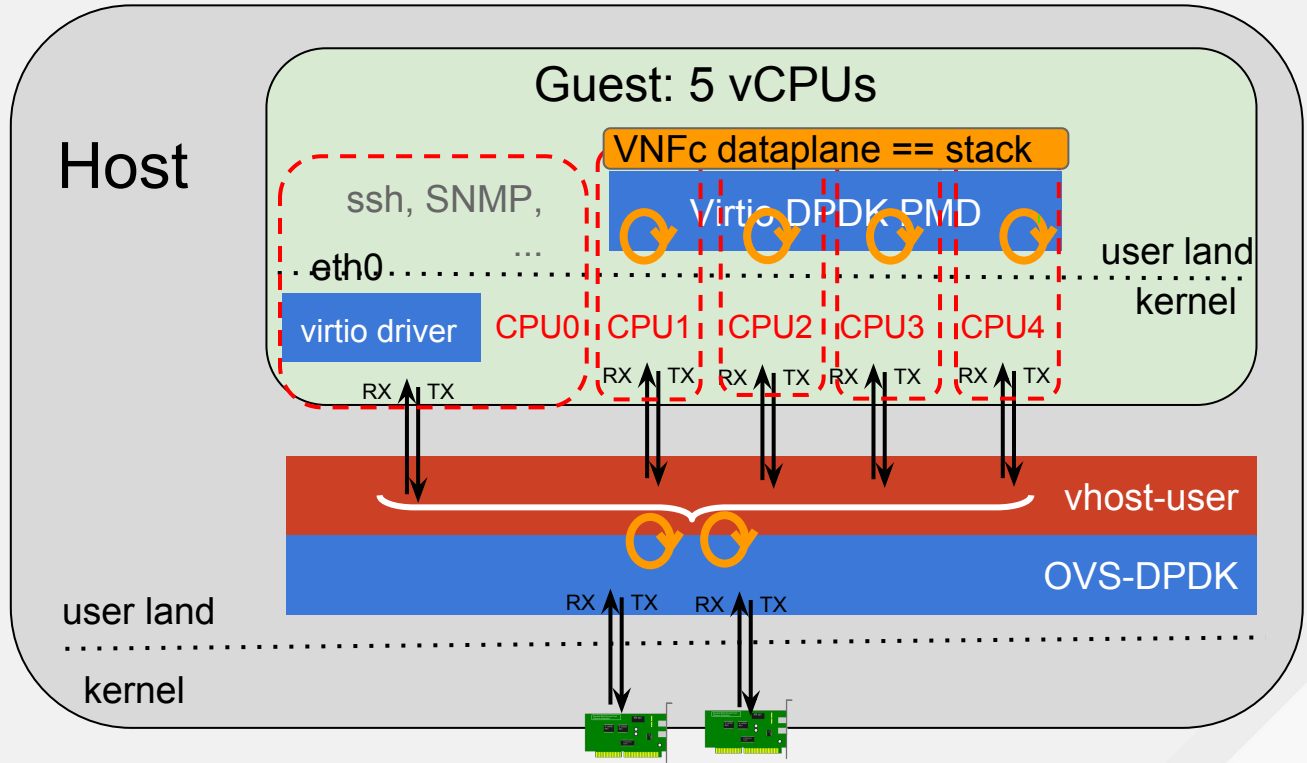 Guest: 5 vCPUs
Host
VNFc dataplane == stack
ssh, SNMP,
...
Virtio DPDK PMD
eth0
user land
kernel
virtio driver
CPU0
CPU1
CPU2
CPU3
CPU4
RX TX
RX TX
RX TX
RX TX
RX TX
vhost-user
OVS-DPDK
RX TX
RX TX
user land
kernel